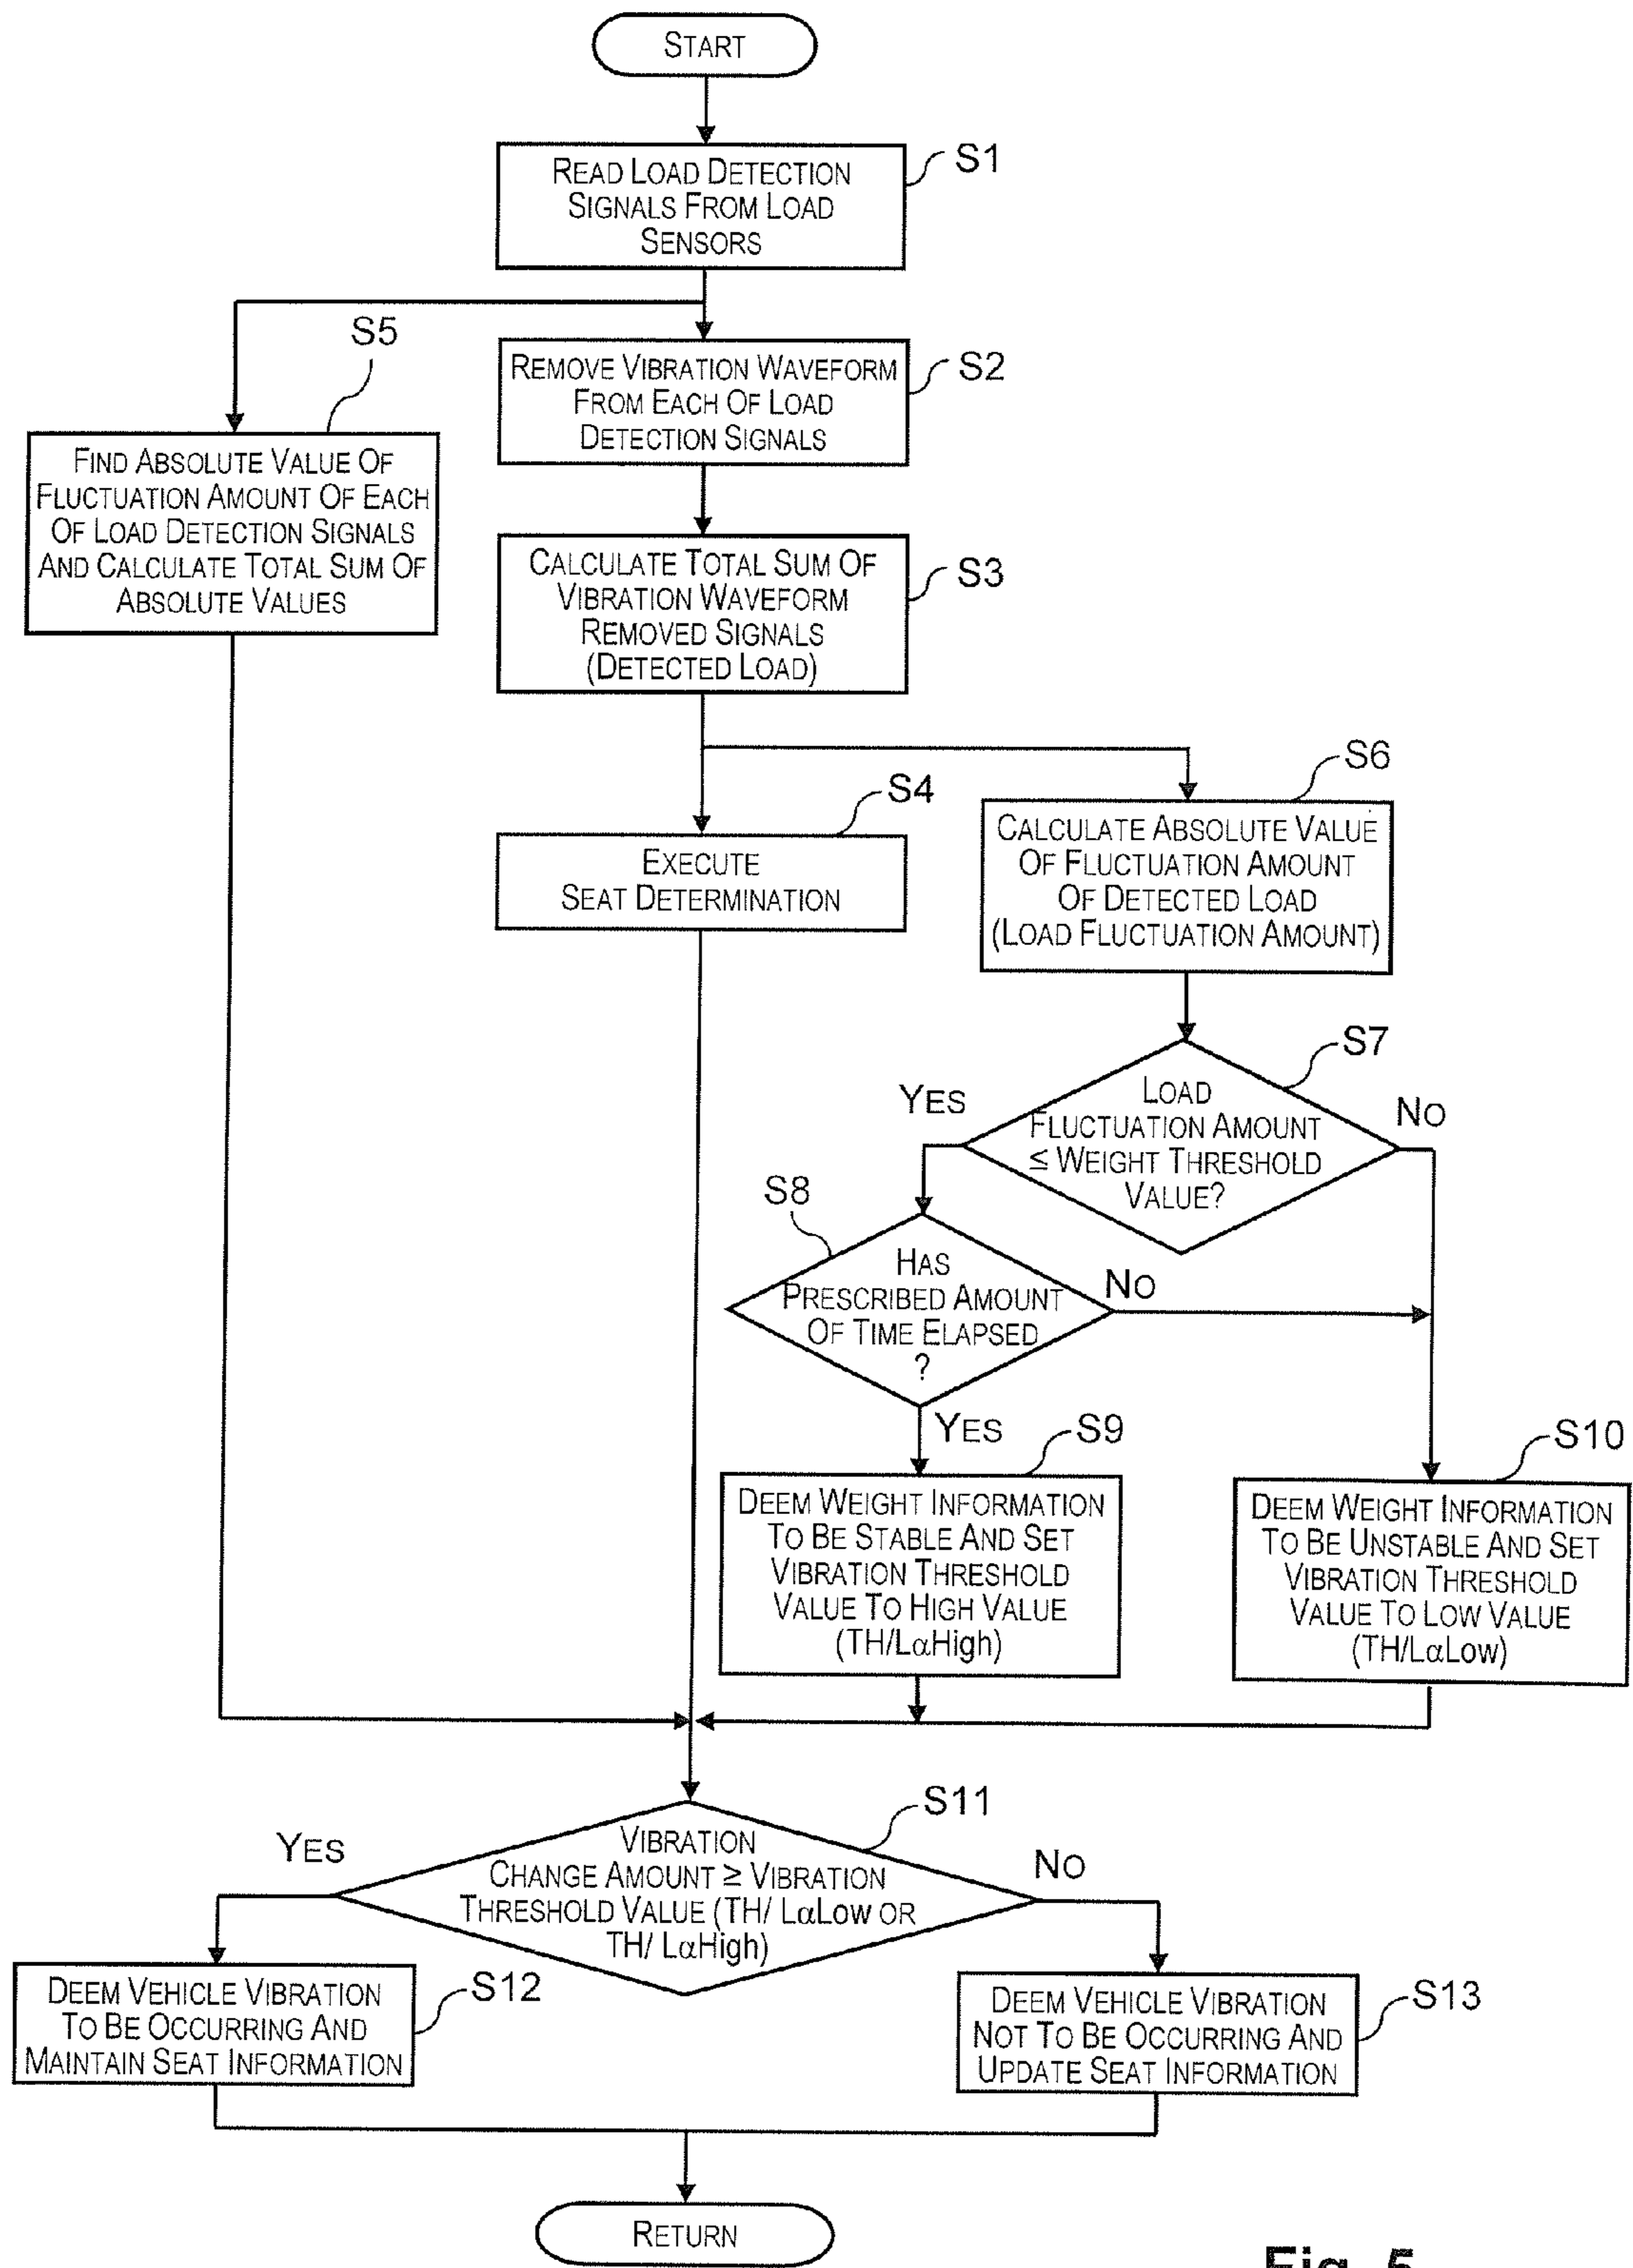 START
READ LOAD DETECTION
SIGNALS FROM LOAD
SENSORS
S1
S5
REMOVE VIBRATION WAVEFORM
FROM EACH OF LOAD
DETECTION SIGNALS
S2
FIND ABSOLUTE VALUE OF
FLUCTUATION AMOUNT OF EACH
OF LOAD DETECTION SIGNALS
AND CALCULATE TOTAL SUM OF
ABSOLUTE VALUES
CALCULATE TOTAL SUM OF
VIBRATION WAVEFORM
REMOVED SIGNALS
(DETECTED LOAD)
S3
S4
EXECUTE
SEAT DETERMINATION
S6
CALCULATE ABSOLUTE VALUE
OF FLUCTUATION AMOUNT
OF DETECTED LOAD
(LOAD FLUCTUATION AMOUNT)
S7
YES
LOAD
FLUCTUATION AMOUNT
≤ WEIGHT THRESHOLD
VALUE?
NO
S8
HAS
PRESCRIBED AMOUNT
OF TIME ELAPSED
?
NO
YES
S9
S10
DEEM WEIGHT INFORMATION
TO BE STABLE AND SET
VIBRATION THRESHOLD
VALUE TO HIGH VALUE
(TH/LαHigh)
DEEM WEIGHT INFORMATION
TO BE UNSTABLE AND SET
VIBRATION THRESHOLD
VALUE TO LOW VALUE
(TH/LαLow)
S11
YES
VIBRATION
CHANGE AMOUNT ≥ VIBRATION
THRESHOLD VALUE (TH/ LαLow OR
TH/ LαHigh)
NO
DEEM VEHICLE VIBRATION
TO BE OCCURRING AND
MAINTAIN SEAT INFORMATION
S12
DEEM VEHICLE VIBRATION
NOT TO BE OCCURRING AND
UPDATE SEAT INFORMATION
S13
RETURN
Fig. 5